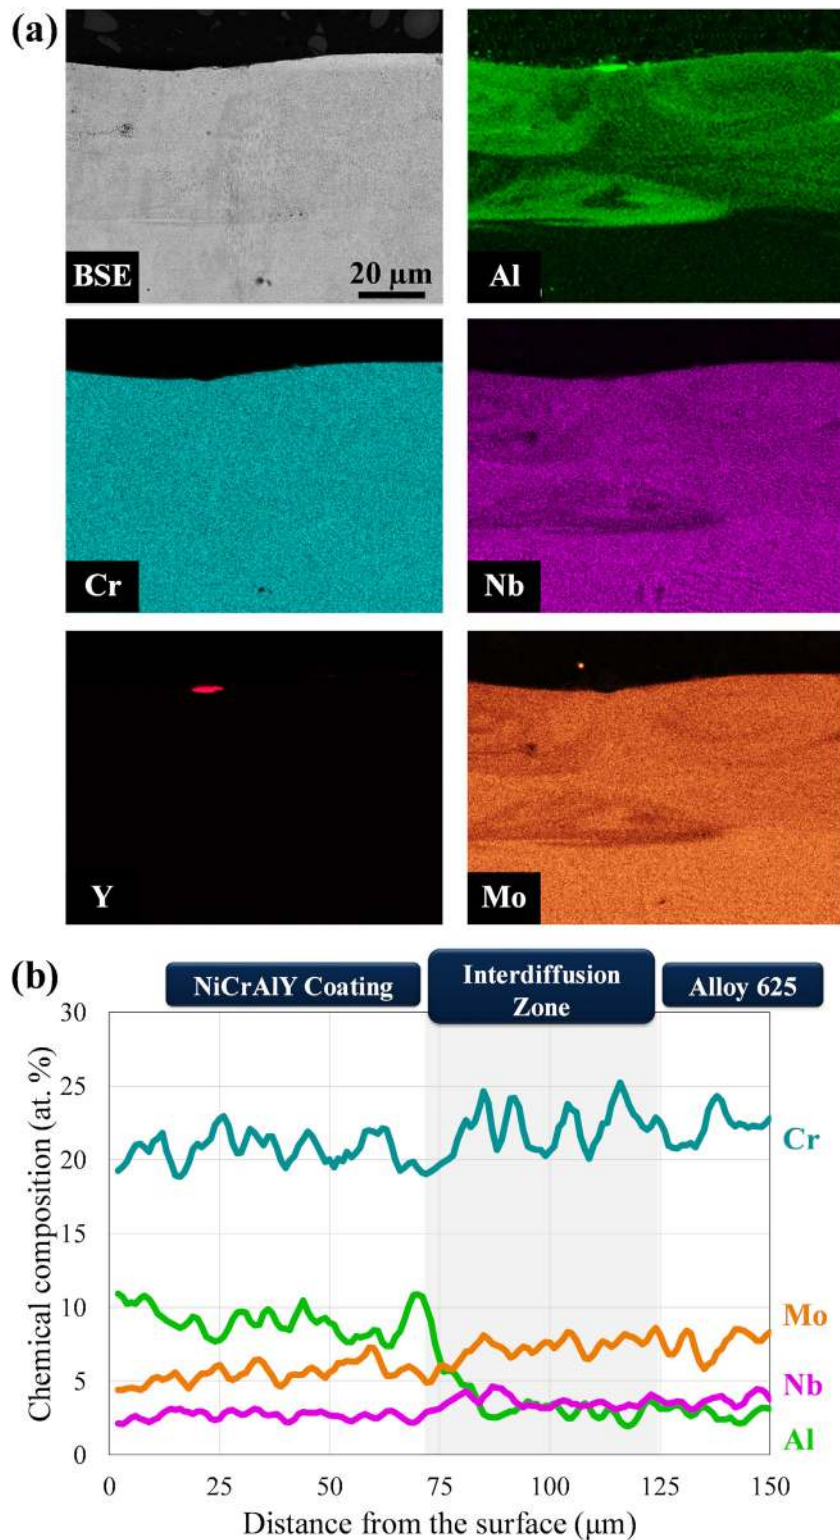 (a)
BSE
20 μm
Al
Cr
Nb
Y
Mo
(b)
NiCrAlY Coating
Interdiffusion
Zone
Alloy 625
Chemical composition (at. %)
30
25
20
15
10
5
0
Cr
Mo
Nb
Al
0
25
50
75
100
125
150
Distance from the surface (μm)